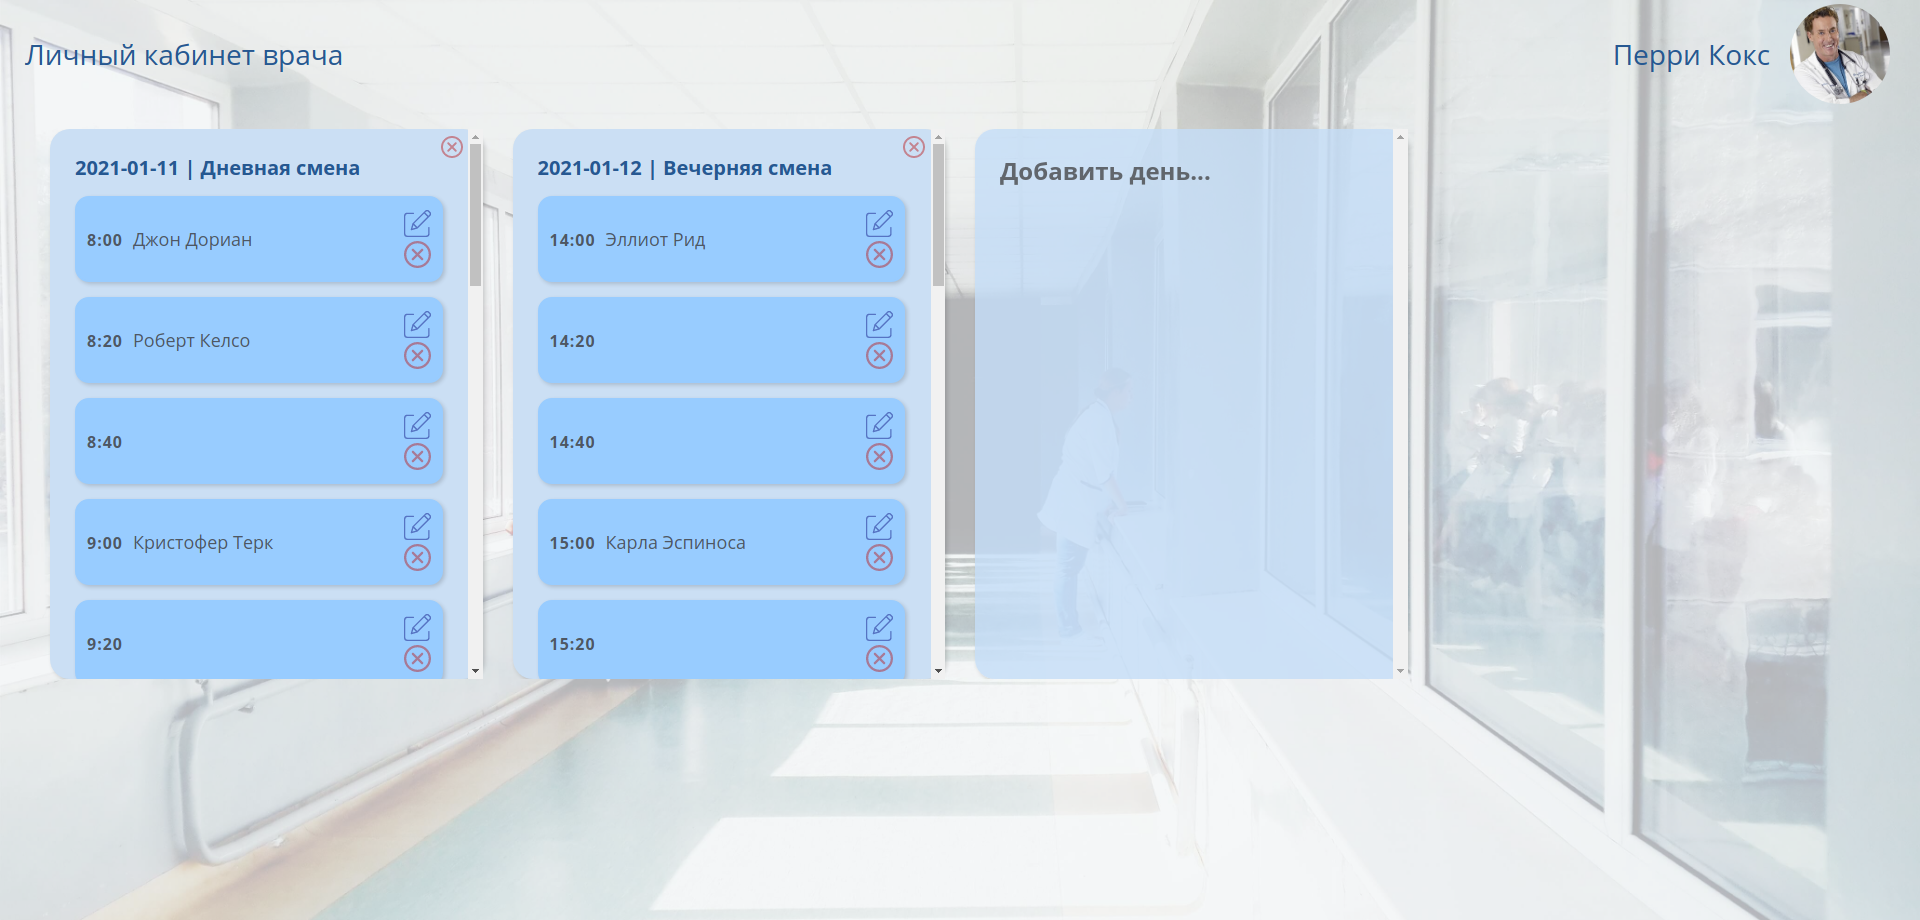 Личный кабинет врача
Перри Кокс
2021-01-11 | Дневная смена
8:00 Джон Дориан
8:20 Роберт Келсо
8:40
9:00 Кристофер Терк
9:20
2021-01-12 | Вечерняя смена
14:00 Эллиот Рид
14:20
14:40
15:00 Карла Эспиноса
15:20
Добавить день...